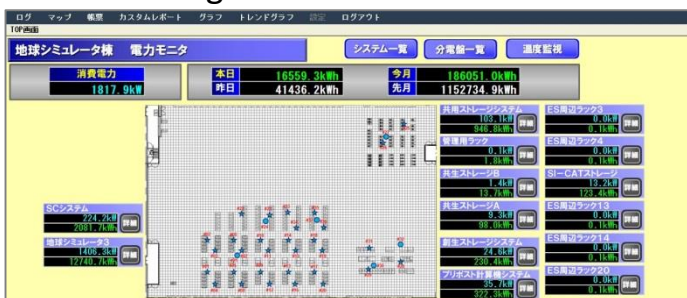 ログ マップ 帳票 カスタムレポート グラフ トレンドグラフ 設定 ログアウト
TOP画面
地球シミュレータ棟 電力モニタ
システム一覧 分電盤一覧 温度監視
消費電力
1817.9kW
本日 16559.3kWh 今月 186051.0kWh
昨日 41436.2kWh 先月 1152734.9kWh
共用ストレージシステム
103.1kW
946.8kWh
詳細
ES周辺ラック3
0.0kW
0.1kWh
詳細
管理用ラック
0.1kW
1.8kWh
詳細
ES周辺ラック4
0.0kW
0.1kWh
詳細
共生ストレージB
1.4kW
13.7kWh
詳細
SI-CATストレージ
13.2kW
123.4kWh
詳細
共生ストレージA
9.3kW
98.0kWh
詳細
ES周辺ラック13
0.0kW
0.1kWh
詳細
創生ストレージシステム
24.6kW
230.4kWh
詳細
ES周辺ラック14
0.0kW
0.1kWh
詳細
プリポスト計算機システム
35.7kW
322.3kWh
詳細
ES周辺ラック20
0.0kW
0.1kWh
詳細
SCシステム
224.2kW
2081.7kWh
詳細
地球シミュレータ3
1406.3kW
12740.7kWh
詳細